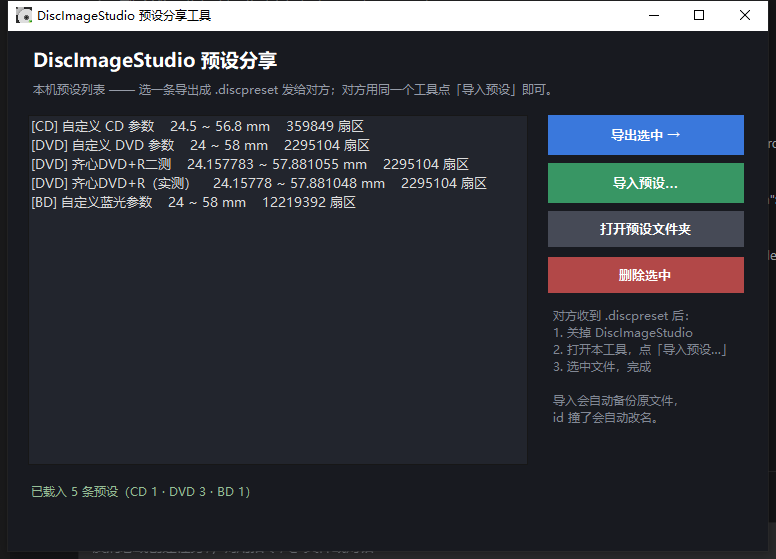 DiscImageStudio 预设分享工具
DiscImageStudio 预设分享
本机预设列表 —— 选一条导出成 .discpreset 发给对方；对方用同一个工具点「导入预设」即可。
[CD] 自定义 CD 参数 24.5 ~ 56.8 mm 359849 扇区
[DVD] 自定义 DVD 参数 24 ~ 58 mm 2295104 扇区
[DVD] 齐心DVD+R二测 24.157783 ~ 57.881055 mm 2295104 扇区
[DVD] 齐心DVD+R（实测） 24.15778 ~ 57.881048 mm 2295104 扇区
[BD] 自定义蓝光参数 24 ~ 58 mm 12219392 扇区
导出选中 →
导入预设...
打开预设文件夹
删除选中
对方收到 .discpreset 后：
1. 关掉 DiscImageStudio
2. 打开本工具，点「导入预设...」
3. 选中文件，完成
导入会自动备份原文件，
id 撞了会自动改名。
已载入 5 条预设（CD 1 · DVD 3 · BD 1）